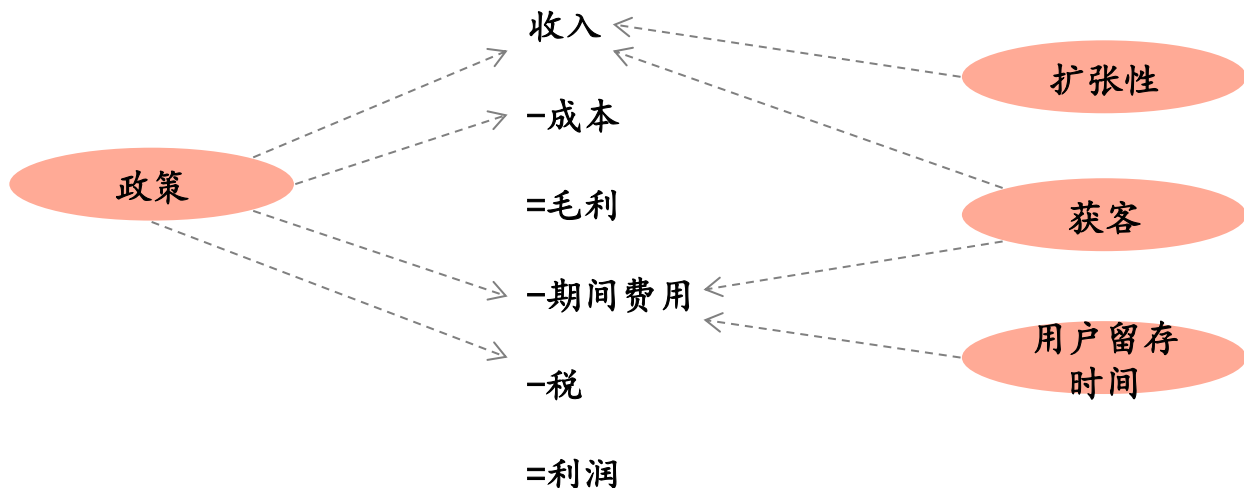 收入
扩张性
-成本
政策
=毛利
获客
-期间费用
用户留存
时间
-税
=利润